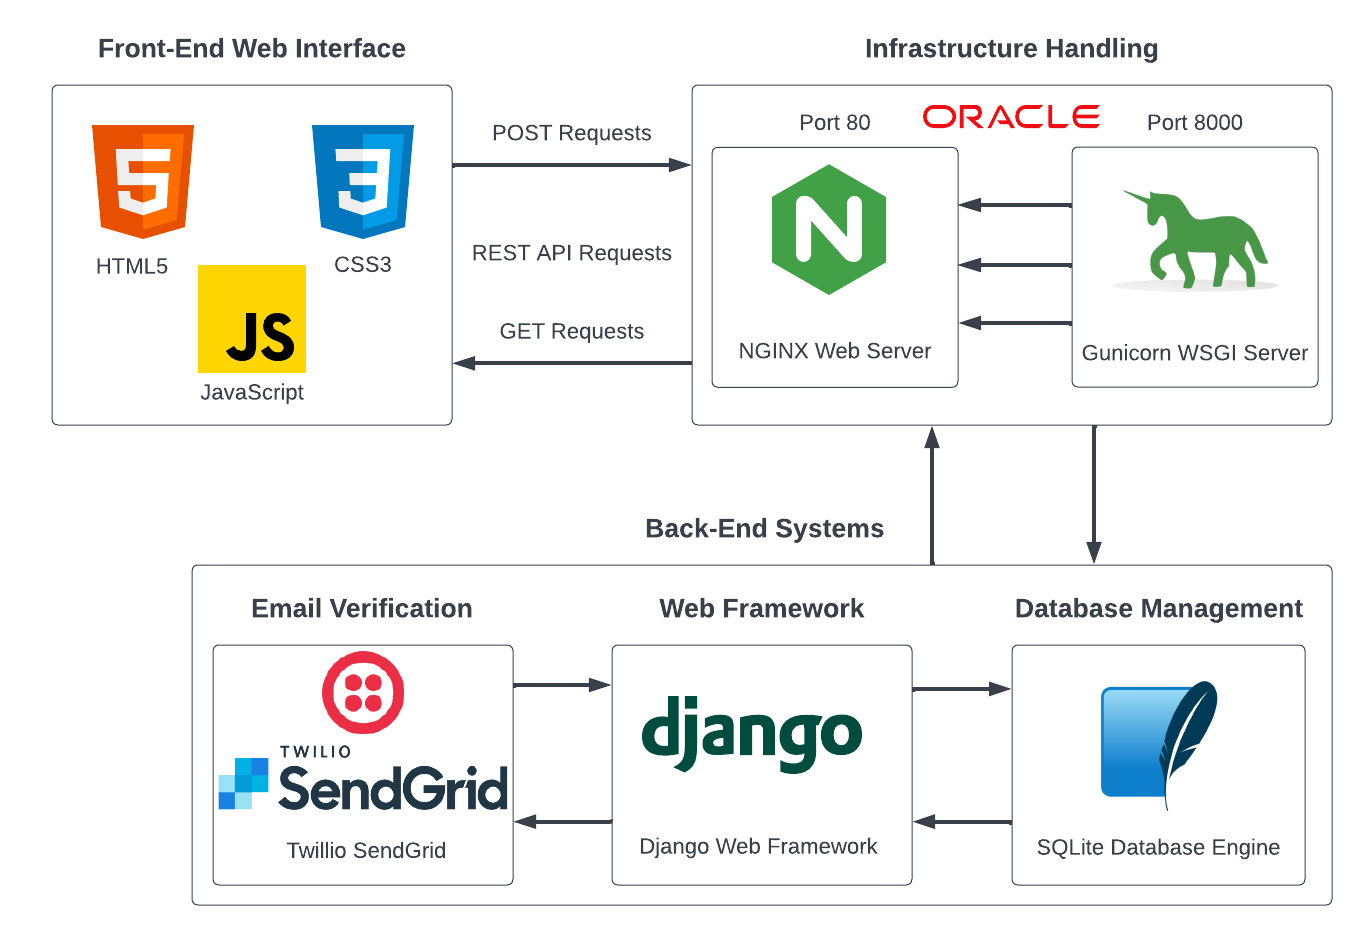 Front-End Web Interface
Infrastructure Handling
5
HTML5
3
CSS3
JS
JavaScript
POST Requests
REST API Requests
GET Requests
ORACLE
Port 80
Port 8000
N
NGINX Web Server
Gunicorn WSGI Server
Back-End Systems
Email Verification
Web Framework
Database Management
TWILIO
SendGrid
Twillio SendGrid
django
Django Web Framework
SQLite Database Engine